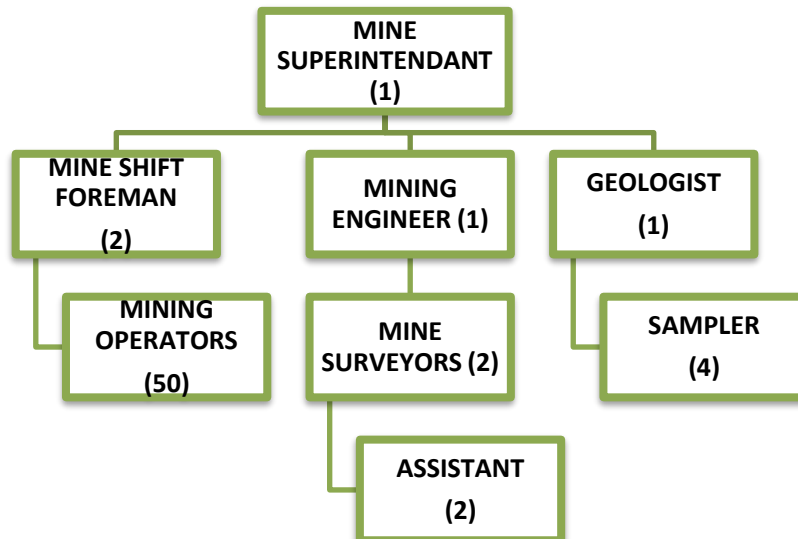 MINE
SUPERINTENDANT
(1)
MINE SHIFT
FOREMAN
(2)
MINING
ENGINEER (1)
GEOLOGIST
(1)
MINING
OPERATORS
(50)
MINE
SURVEYORS (2)
SAMPLER
(4)
ASSISTANT
(2)